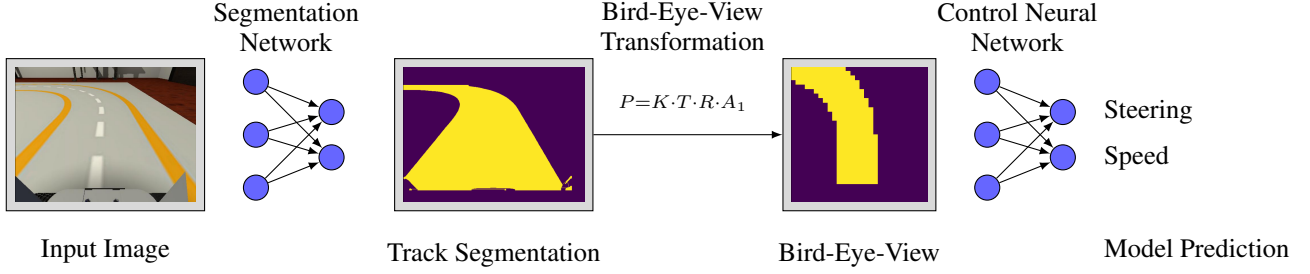 Segmentation
Network
Bird-Eye-View
Transformation
Control Neural
Network
P=K·T·R·A₁
Steering
Speed
Input Image
Track Segmentation
Bird-Eye-View
Model Prediction